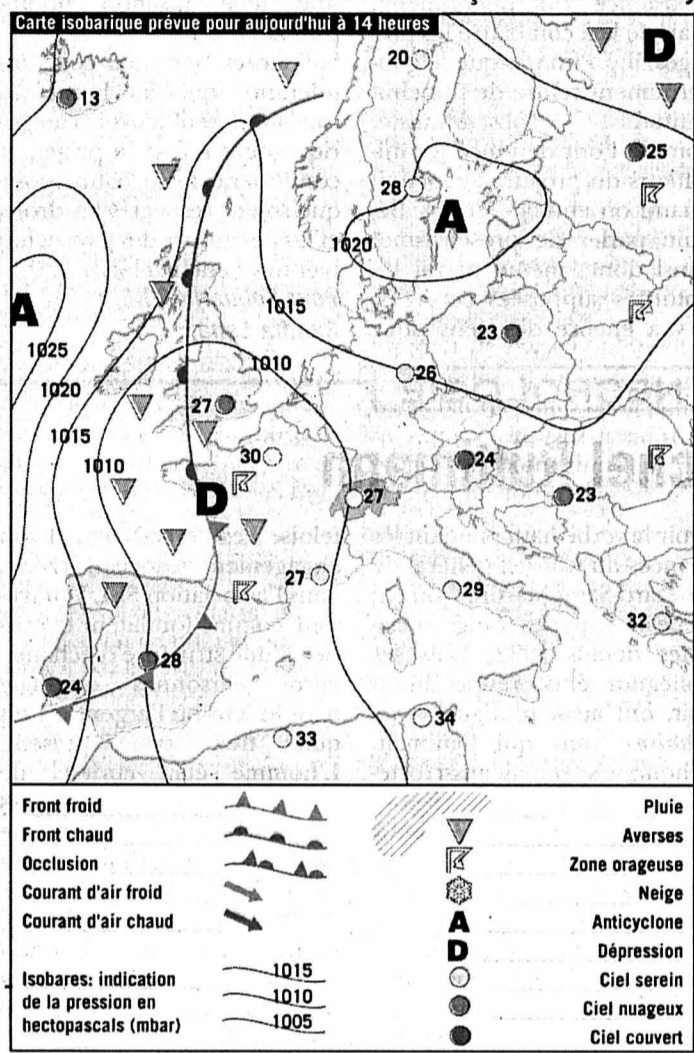 Carte isobarique prévue pour aujourd'hui à 14 heures
20
D
13
25
28
A
1020
1015
A
23
1025
1010
1020
26
27
1015
30
24
1010
D
27
23
27
29
32
28
24
34
33
Front froid
Front chaud
Occlusion
Courant d'air froid
Courant d'air chaud
Isobares: indication
de la pression en
hectopascals (mbar)
1015
1010
1005
Pluie
Averses
Zone orageuse
Neige
A Anticyclone
D Dépression
Ciel serein
Ciel nuageux
Ciel couvert